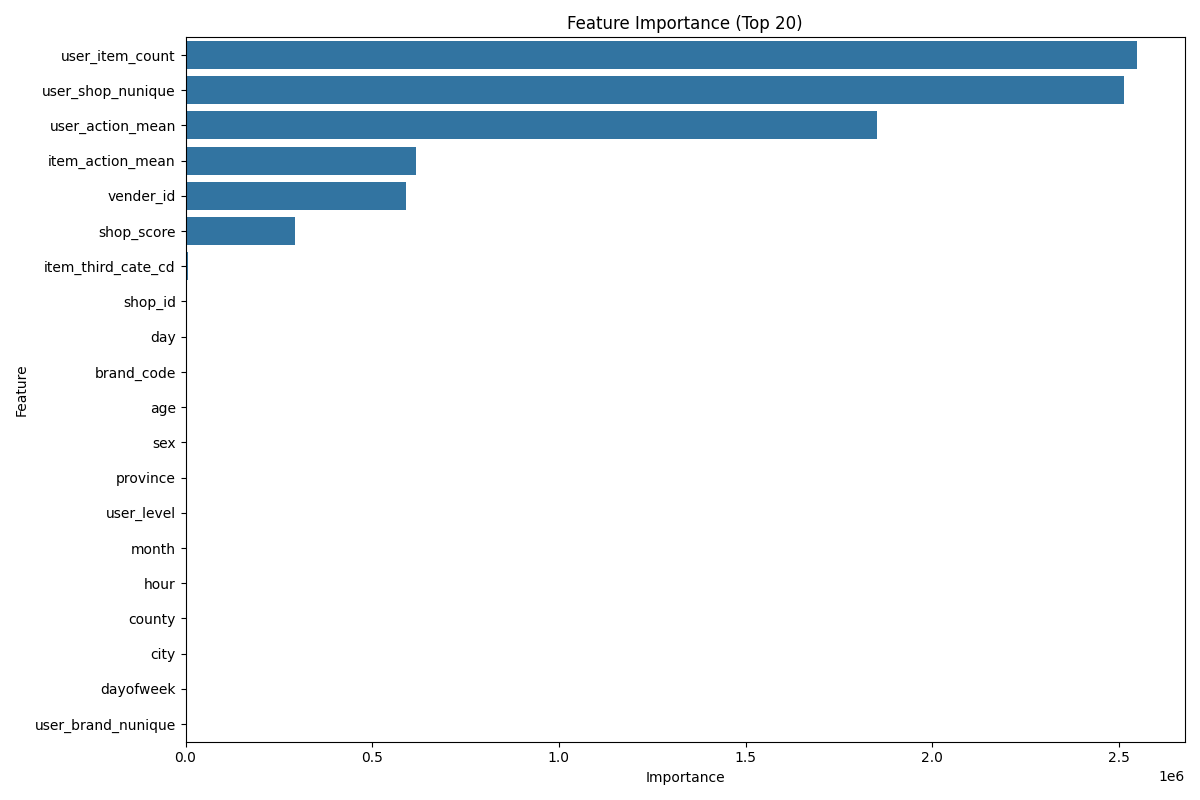 Feature Importance (Top 20)
user_item_count
user_shop_nunique
user_action_mean
item_action_mean
vender_id
shop_score
item_third_cate_cd
shop_id
day
brand_code
age
sex
province
user_level
month
hour
county
city
dayofweek
user_brand_nunique
Feature
0.0 0.5 1.0 1.5 2.0 2.5
1e6
Importance